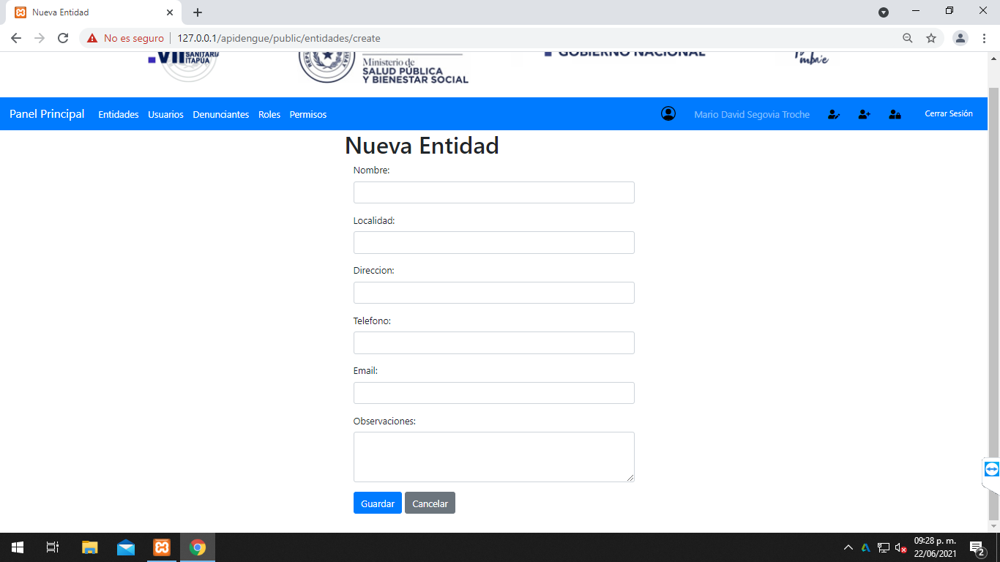 Nueva Entidad
No es seguro 127.0.0.1/apidengue/public/entidades/create
VII SANITARIA
ITAPUA
Ministerio de
SALUD PÚBLICA
Y BIENESTAR SOCIAL
GOBIERNO NACIONAL
mba'e
Panel Principal Entidades Usuarios Denunciantes Roles Permisos Mario David Segovia Troche Cerrar Sesión
Nueva Entidad
Nombre:
Localidad:
Direccion:
Telefono:
Email:
Observaciones:
Guardar Cancelar
09:28 p. m.
22/06/2021
2